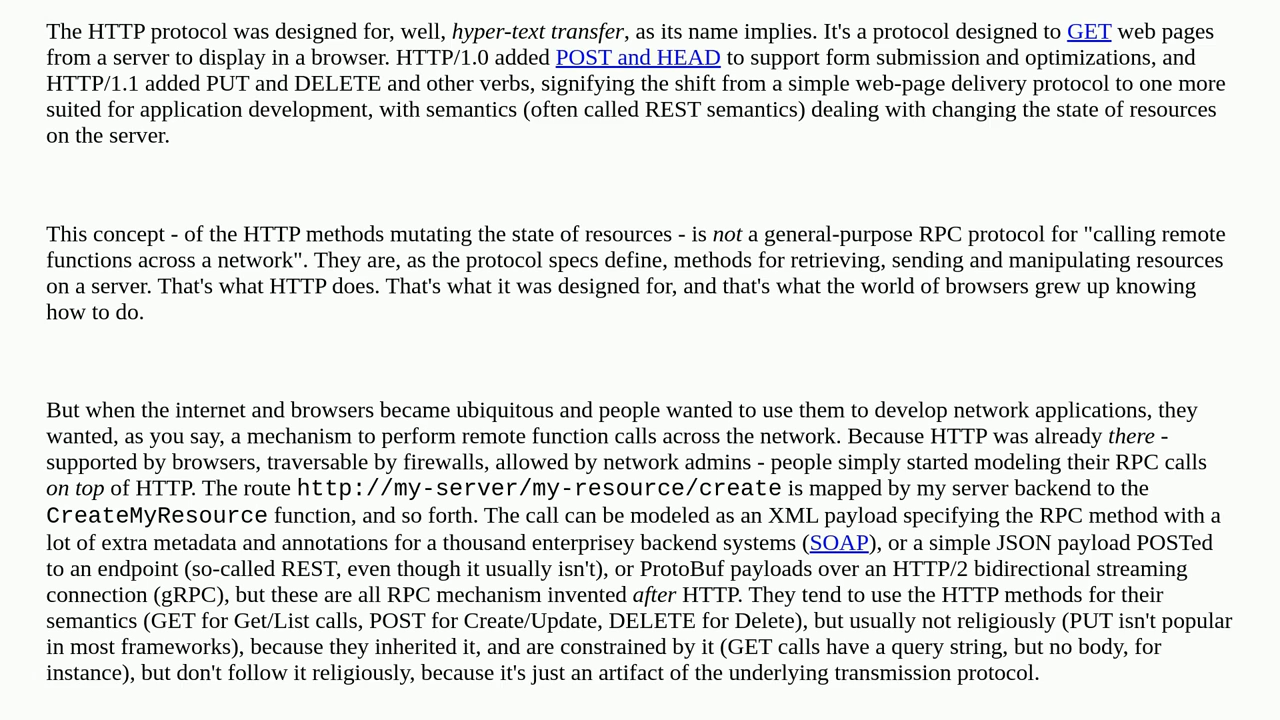 The HTTP protocol was designed for, well, hyper-text transfer, as its name implies. It's a protocol designed to GET web pages
from a server to display in a browser. HTTP/1.0 added POST and HEAD to support form submission and optimizations, and
HTTP/1.1 added PUT and DELETE and other verbs, signifying the shift from a simple web-page delivery protocol to one more
suited for application development, with semantics (often called REST semantics) dealing with changing the state of resources
on the server.
This concept - of the HTTP methods mutating the state of resources - is not a general-purpose RPC protocol for "calling remote
functions across a network". They are, as the protocol specs define, methods for retrieving, sending and manipulating resources
on a server. That's what HTTP does. That's what it was designed for, and that's what the world of browsers grew up knowing
how to do.
But when the internet and browsers became ubiquitous and people wanted to use them to develop network applications, they
wanted, as you say, a mechanism to perform remote function calls across the network. Because HTTP was already there -
supported by browsers, traversable by firewalls, allowed by network admins - people simply started modeling their RPC calls
on top of HTTP. The route http://my-server/my-resource/create is mapped by my server backend to the
CreateMyResource function, and so forth. The call can be modeled as an XML payload specifying the RPC method with a
lot of extra metadata and annotations for a thousand enterprisey backend systems (SOAP), or a simple JSON payload POSTed
to an endpoint (so-called REST, even though it usually isn't), or ProtoBuf payloads over an HTTP/2 bidirectional streaming
connection (gRPC), but these are all RPC mechanism invented after HTTP. They tend to use the HTTP methods for their
semantics (GET for Get/List calls, POST for Create/Update, DELETE for Delete), but usually not religiously (PUT isn't popular
in most frameworks), because they inherited it, and are constrained by it (GET calls have a query string, but no body, for
instance), but don't follow it religiously, because it's just an artifact of the underlying transmission protocol.